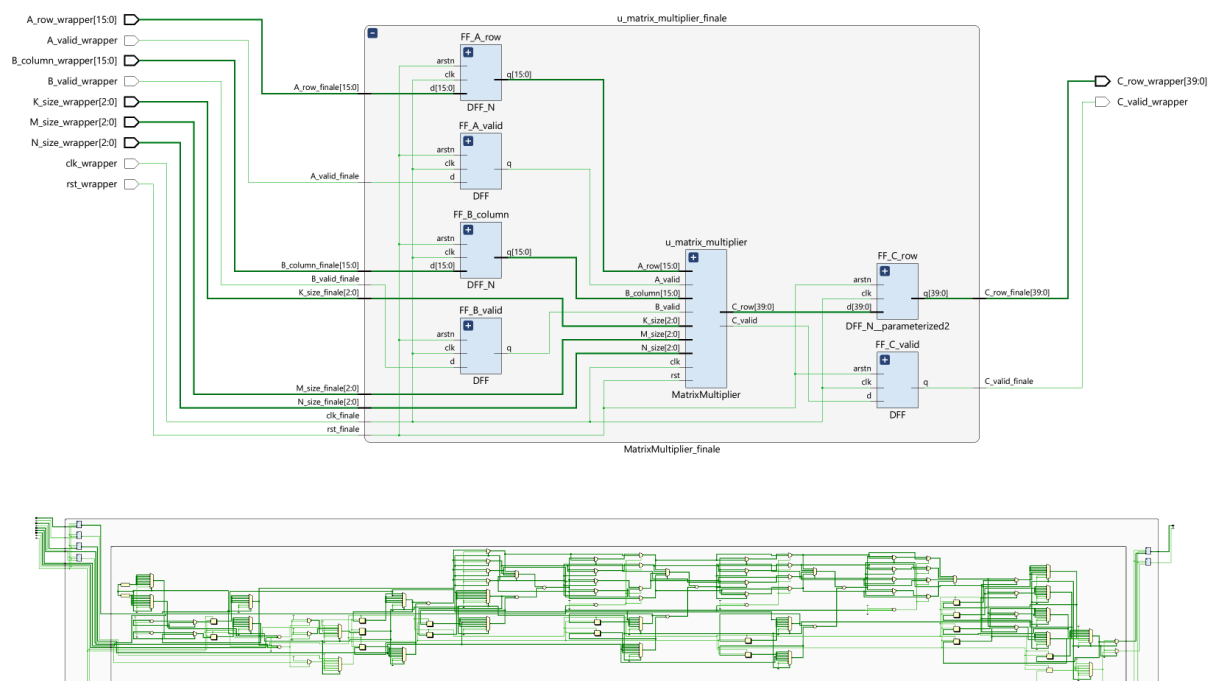 u_matrix_multiplier_finale
A_row_wrapper[15:0]
A_valid_wrapper
B_column_wrapper[15:0]
B_valid_wrapper
K_size_wrapper[2:0]
M_size_wrapper[2:0]
N_size_wrapper[2:0]
clk_wrapper
rst_wrapper
A_row_finale[15:0]
A_valid_finale
B_column_finale[15:0]
B_valid_finale
K_size_finale[2:0]
M_size_finale[2:0]
N_size_finale[2:0]
clk_finale
rst_finale
FF_A_row
arstn
clk
d[15:0]
q[15:0]
DFF_N
FF_A_valid
arstn
clk
d
q
DFF
FF_B_column
arstn
clk
d[15:0]
q[15:0]
DFF_N
FF_B_valid
arstn
clk
d
q
DFF
u_matrix_multiplier
A_row[15:0]
A_valid
B_column[15:0]
B_valid
K_size[2:0]
M_size[2:0]
N_size[2:0]
clk
rst
C_row[39:0]
C_valid
MatrixMultiplier
FF_C_row
arstn
clk
d[39:0]
q[39:0]
DFF_N__parameterized2
FF_C_valid
arstn
clk
d
q
DFF
C_row_finale[39:0]
C_valid_finale
C_row_wrapper[39:0]
C_valid_wrapper
MatrixMultiplier_finale